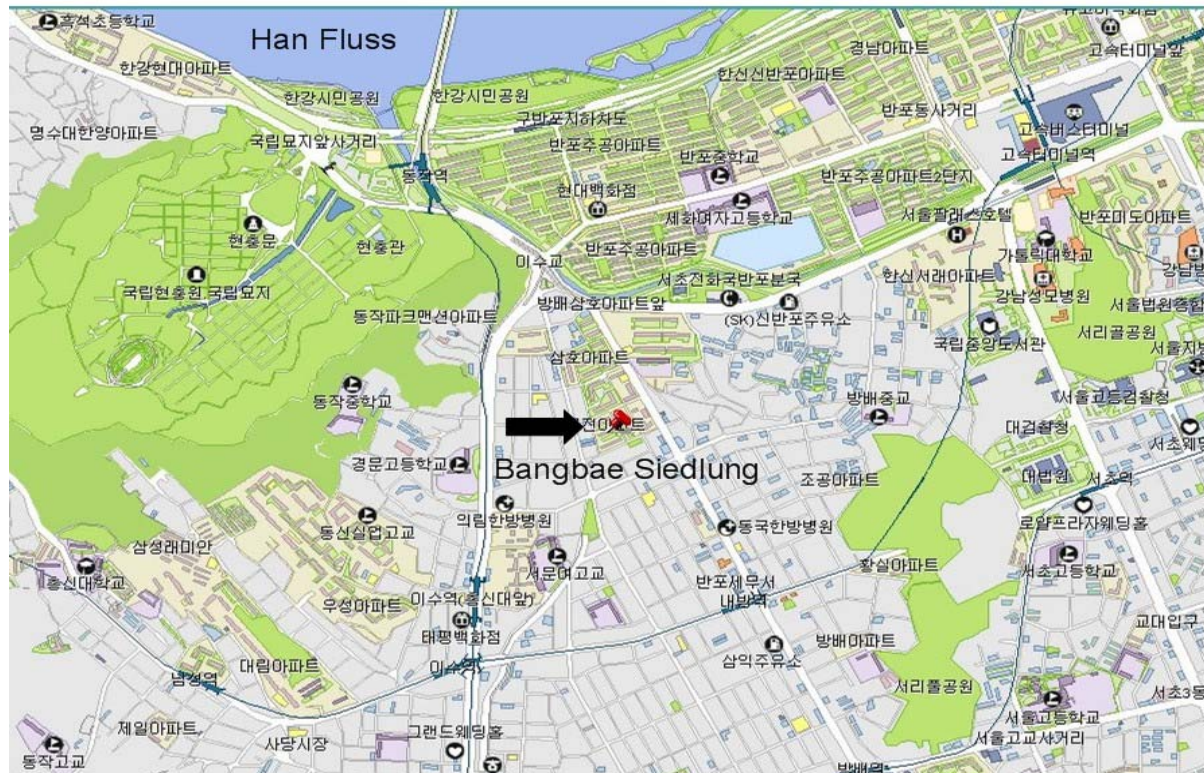 흑석초등학교
Han Fluss
고속터미널앞
경남아파트
한강현대아파트
한강시민공원
한강시민공원
한신신반포아파트
구반포지하차도
반포동사거리
고속버스터미널
명수대한양아파트
국립묘지앞사거리
반포주공아파트
반포중학교
고속터미널역
동작역
현대백화점
반포주공아파트2단지
세화여자고등학교
서울팔래스호텔
반포미도아파트
현충문
현충관
이수교
반포주공아파트
가톨릭대학교
국립현충원 국립묘지
서초전화국반포분국
한신서래아파트
강남성모병원
방배삼호아파트앞
동작파크맨션아파트
(SK)신반포주유소
서리골공원
국립중앙도서관
삼호아파트
동작중학교
방배중교
서울고등검찰청
대검찰청
Bangbae Siedlung
경문고등학교
조공아파트
대법원
서초역
익림한방병원
동국한방병원
로얄프라자웨딩홀
동신실업고교
삼성래미안
서문여고교
황실아파트
서초고등학교
총신대학교
이수역(총신대앞)
반포세무서
내방역
우성아파트
교대입구
태평백화점
방배아파트
삼익주유소
대림아파트
이수역
남성역
서리풀공원
서울고등학교
제일아파트
사당시장
그랜드웨딩홀
서울고교사거리
동작고교
방배역